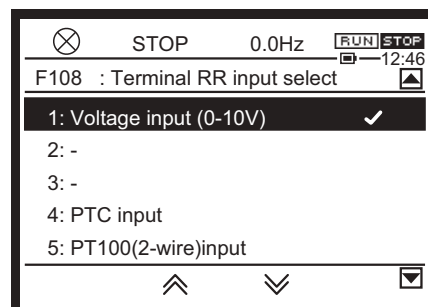 STOP 0.0Hz RUN STOP
12:46
F108 : Terminal RR input select
1: Voltage input (0-10V)
2: -
3: -
4: PTC input
5: PT100(2-wire)input